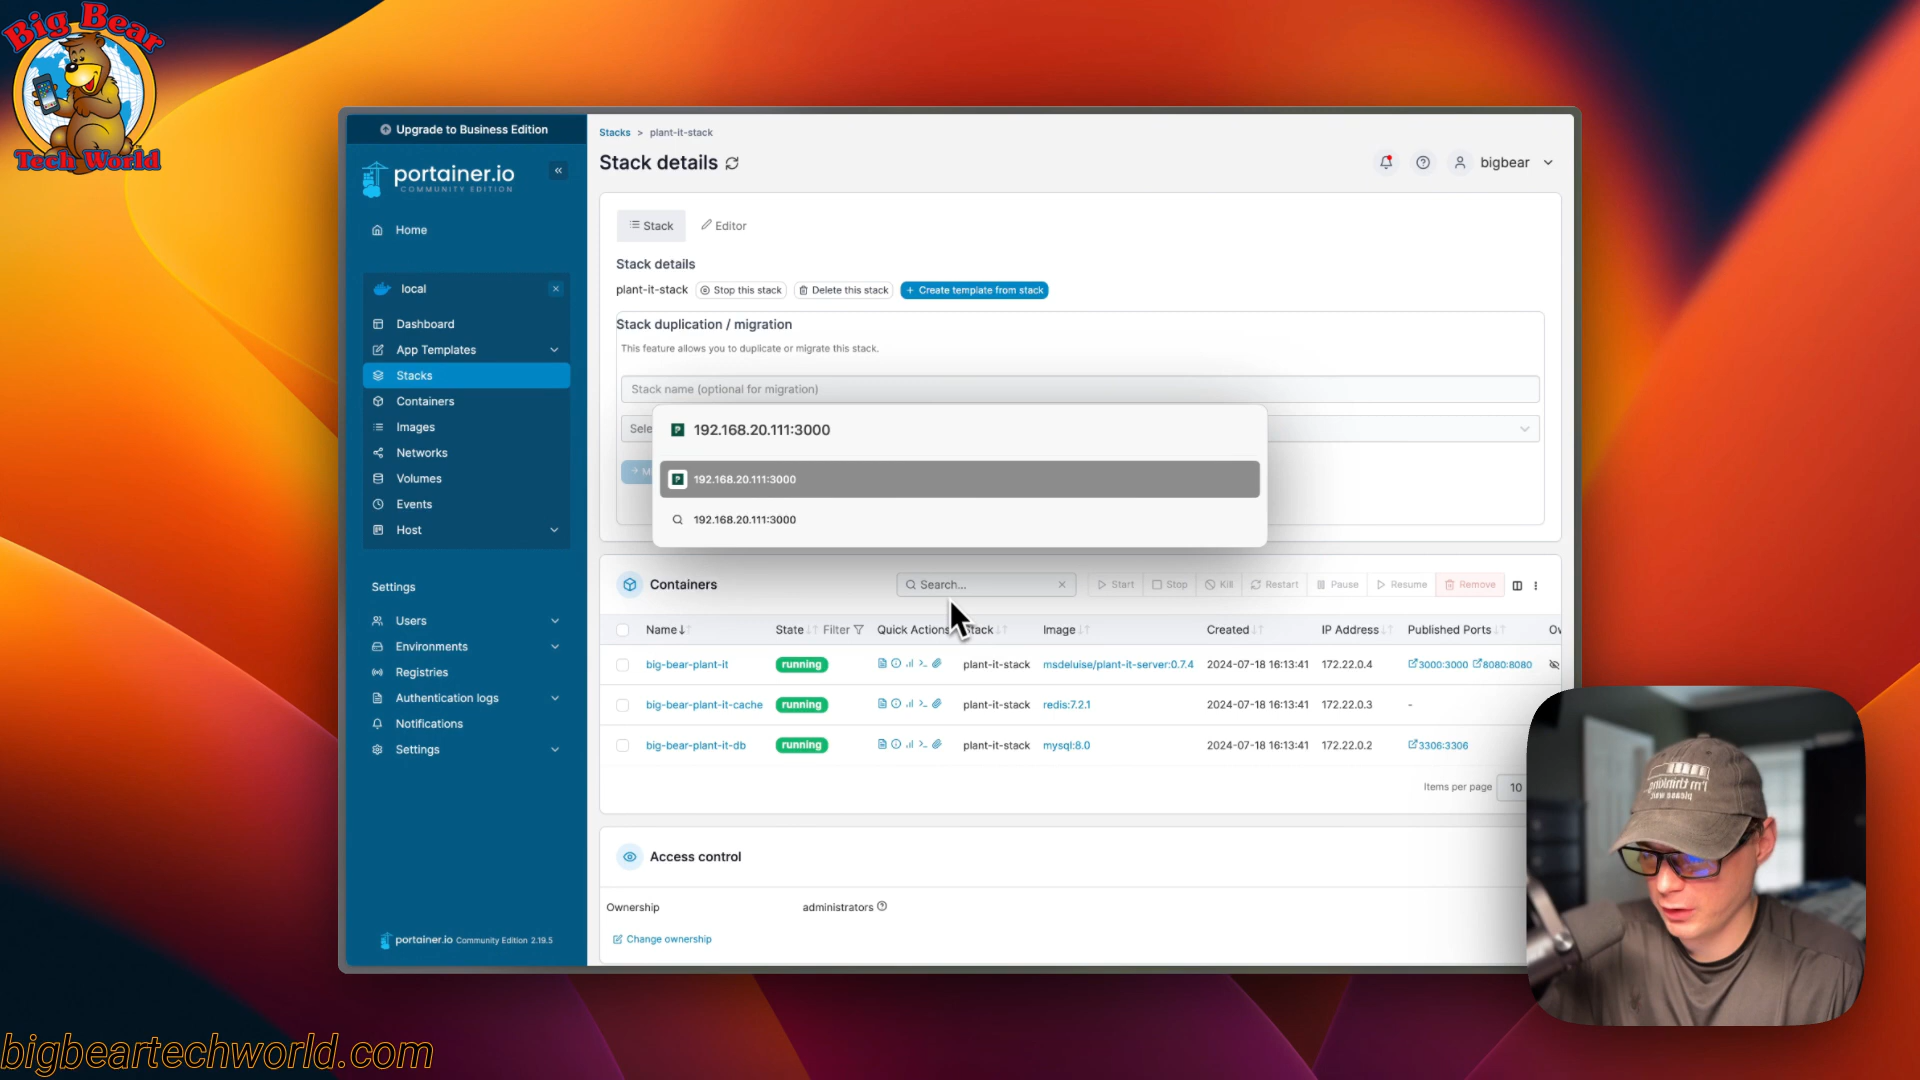 Big Bear
Tech World
Upgrade to Business Edition
portainer.io
COMMUNITY EDITION
Home
local
Dashboard
App Templates
Stacks
Containers
Images
Networks
Volumes
Events
Host
Settings
Users
Environments
Registries
Authentication logs
Notifications
Settings
portainer.io Community Edition 2.19.5
Stacks > plant-it-stack
Stack details
bigbear
Stack Editor
Stack details
plant-it-stack Stop this stack Delete this stack + Create template from stack
Stack duplication / migration
This feature allows you to duplicate or migrate this stack.
Stack name (optional for migration)
Sele
192.168.20.111:3000
192.168.20.111:3000
192.168.20.111:3000
Containers Search... Start Stop Kill Restart Pause Resume Remove
Name State Filter Quick Actions Stack Image Created IP Address Published Ports Ow
big-bear-plant-it running plant-it-stack msdeluise/plant-it-server:0.7.4 2024-07-18 16:13:41 172.22.0.4 3000:3000 8080:8080
big-bear-plant-it-cache running plant-it-stack redis:7.2.1 2024-07-18 16:13:41 172.22.0.3 -
big-bear-plant-it-db running plant-it-stack mysql:8.0 2024-07-18 16:13:41 172.22.0.2 3306:3306
Items per page 10
Access control
Ownership administrators
Change ownership
I'm thinking
please wait
bigbeartechworld.com